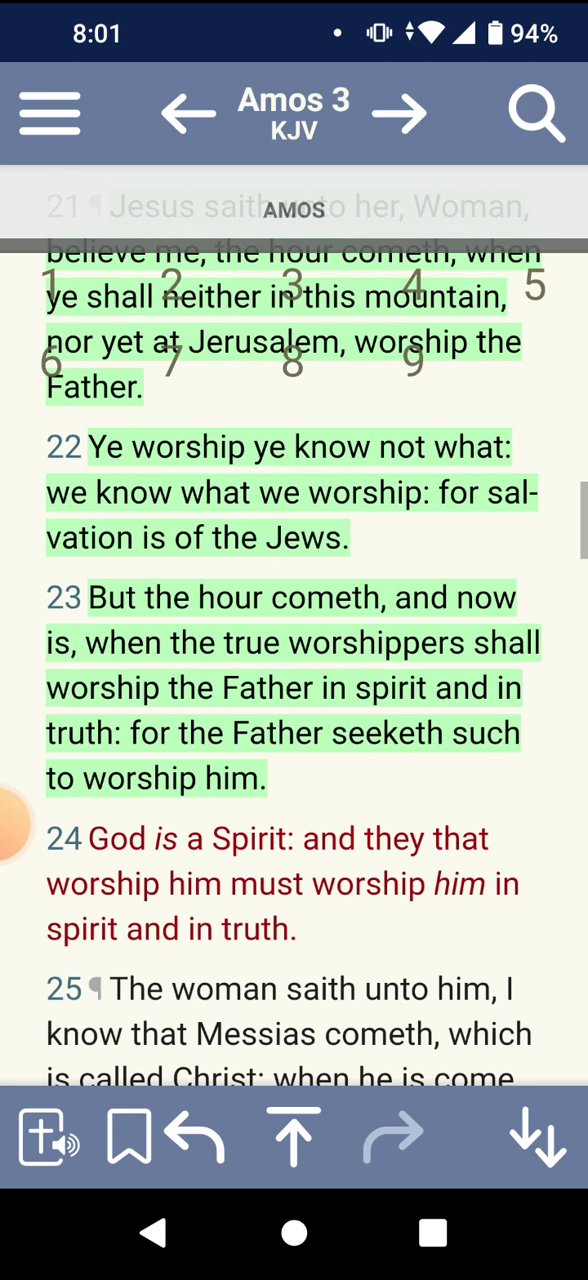 8:01 94%
Amos 3
KJV
21 ¶ Jesus saith unto her, Woman,
AMOS
believe me, the hour cometh, when
1 2 3 4 5
ye shall neither in this mountain,
nor yet at Jerusalem, worship the
6 7 8 9
Father.
22 Ye worship ye know not what:
we know what we worship: for sal-
vation is of the Jews.
23 But the hour cometh, and now
is, when the true worshippers shall
worship the Father in spirit and in
truth: for the Father seeketh such
to worship him.
24 God is a Spirit: and they that
worship him must worship him in
spirit and in truth.
25 ¶ The woman saith unto him, I
know that Messias cometh, which
is called Christ: when he is come,